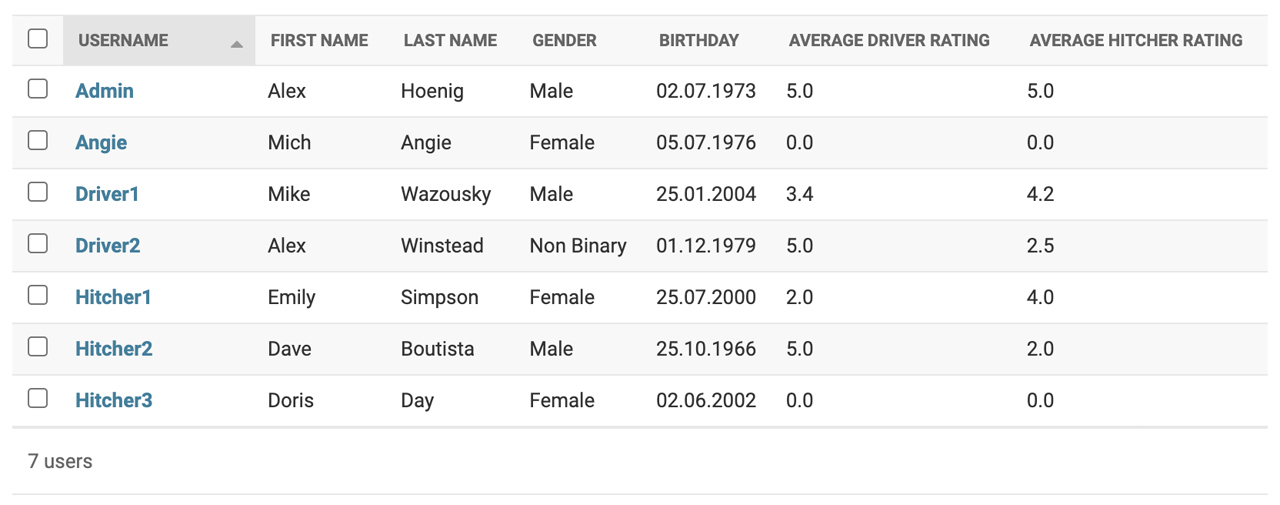 USERNAME FIRST NAME LAST NAME GENDER BIRTHDAY AVERAGE DRIVER RATING AVERAGE HITCHER RATING
Admin Alex Hoenig Male 02.07.1973 5.0 5.0
Angie Mich Angie Female 05.07.1976 0.0 0.0
Driver1 Mike Wazousky Male 25.01.2004 3.4 4.2
Driver2 Alex Winstead Non Binary 01.12.1979 5.0 2.5
Hitcher1 Emily Simpson Female 25.07.2000 2.0 4.0
Hitcher2 Dave Boutista Male 25.10.1966 5.0 2.0
Hitcher3 Doris Day Female 02.06.2002 0.0 0.0
7 users